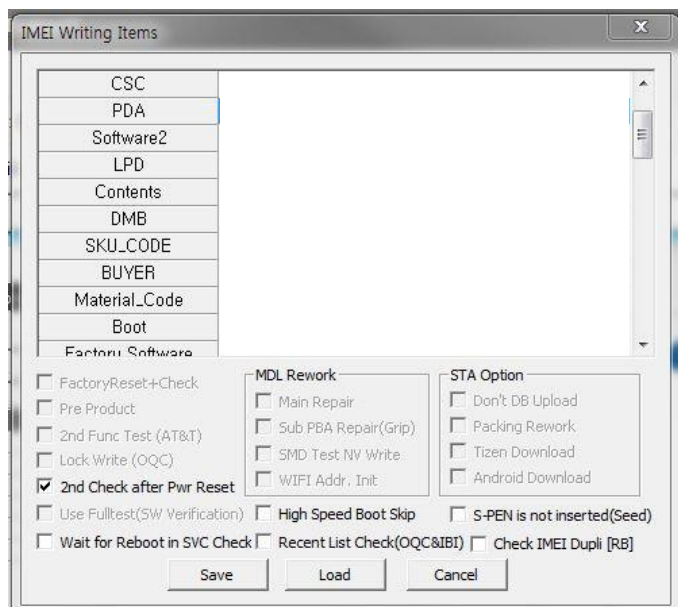 IMEI Writing Items
CSC
PDA
Software2
LPD
Contents
DMB
SKU_CODE
BUYER
Material_Code
Boot
Factory Software
FactoryReset+Check
Pre Product
2nd Func Test (AT&T)
Lock Write (OQC)
2nd Check after Pwr Reset
Use Fulltest(SW Verification)
Wait for Reboot in SVC Check
MDL Rework
Main Repair
Sub PBA Repair(Grip)
SMD Test NV Write
WIFI Addr. Init
High Speed Boot Skip
Recent List Check(OQC&IBI)
STA Option
Don't DB Upload
Packing Rework
Tizen Download
Android Download
S-PEN is not inserted(Seed)
Check IMEI Dupli [RB]
Save
Load
Cancel